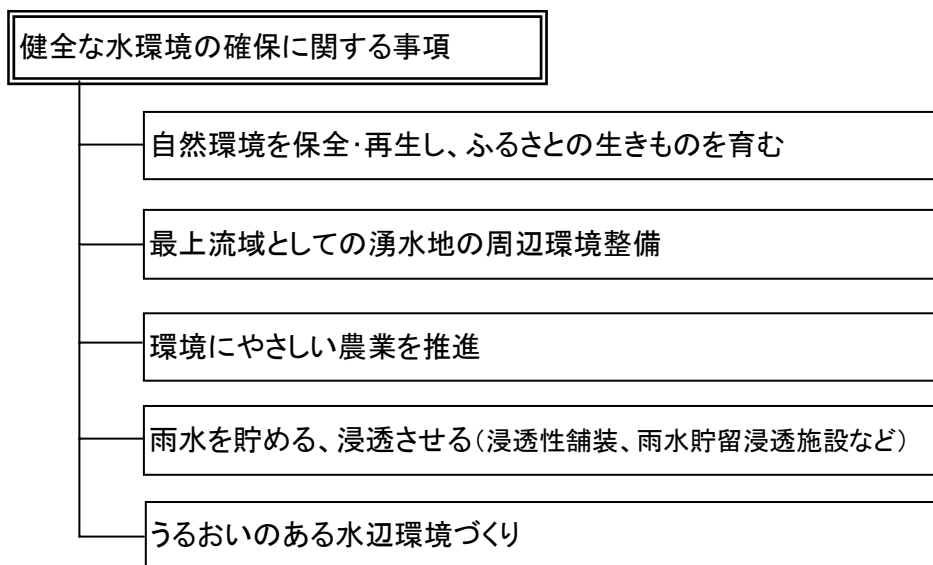 健全な水環境の確保に関する事項
自然環境を保全・再生し、ふるさとの生きものを育む
最上流域としての湧水地の周辺環境整備
環境にやさしい農業を推進
雨水を貯める、浸透させる（浸透性舗装、雨水貯留浸透施設など）
うるおいのある水辺環境づくり